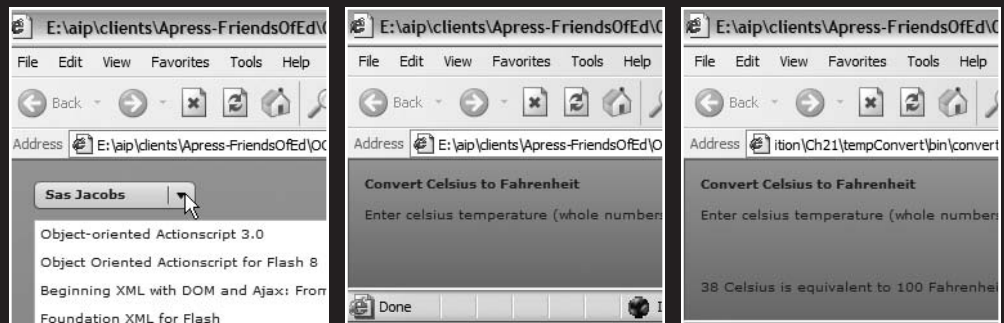 E:\aip\clients\Apress-FriendsOfEd\
File Edit View Favorites Tools Help
Back
Address E:\aip\clients\Apress-FriendsOfEd\
Sas Jacobs
Object-oriented Actionscript 3.0
Object Oriented Actionscript for Flash 8
Beginning XML with DOM and Ajax: From
Foundation XML for Flash
E:\aip\clients\Apress-FriendsOfEd\
File Edit View Favorites Tools Help
Back
Address E:\aip\clients\Apress-FriendsOfEd\
Convert Celsius to Fahrenheit
Enter celsius temperature (whole numbers
Done
E:\aip\clients\Apress-FriendsOfEd\
File Edit View Favorites Tools Help
Back
Address ition\Ch21\tempConvert\bin\convert
Convert Celsius to Fahrenheit
Enter celsius temperature (whole number
38 Celsius is equivalent to 100 Fahrenhei